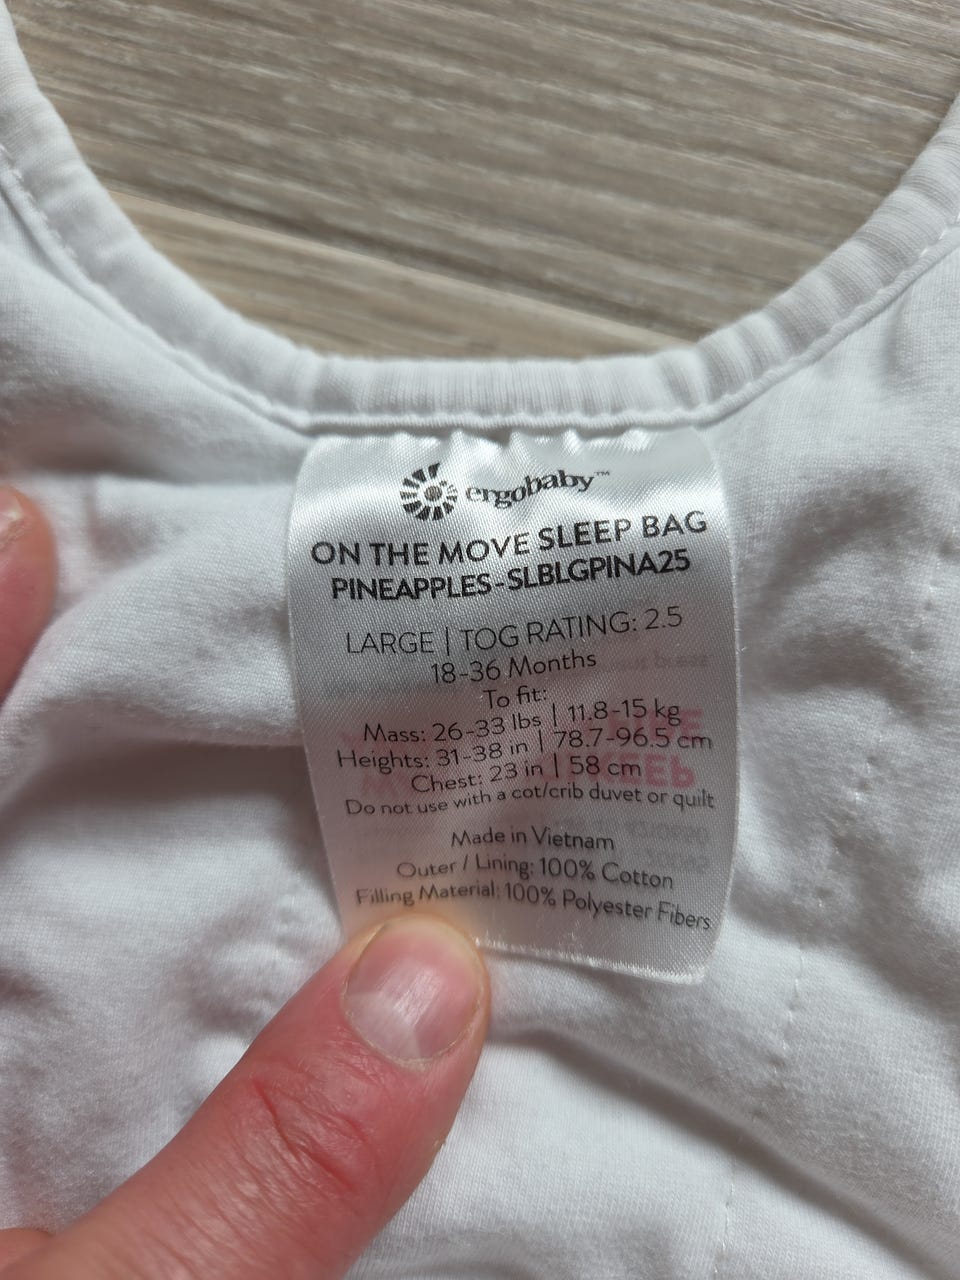 ergobaby™
ON THE MOVE SLEEP BAG
PINEAPPLES-SLBLGPINA25
LARGE | TOG RATING: 2.5
18-36 Months
To fit:
Mass: 26-33 lbs | 11.8-15 kg
Heights: 31-38 in | 78.7-96.5 cm
Chest: 23 in | 58 cm
Do not use with a cot/crib duvet or quilt
Made in Vietnam
Outer / Lining: 100% Cotton
Filling Material: 100% Polyester Fibers